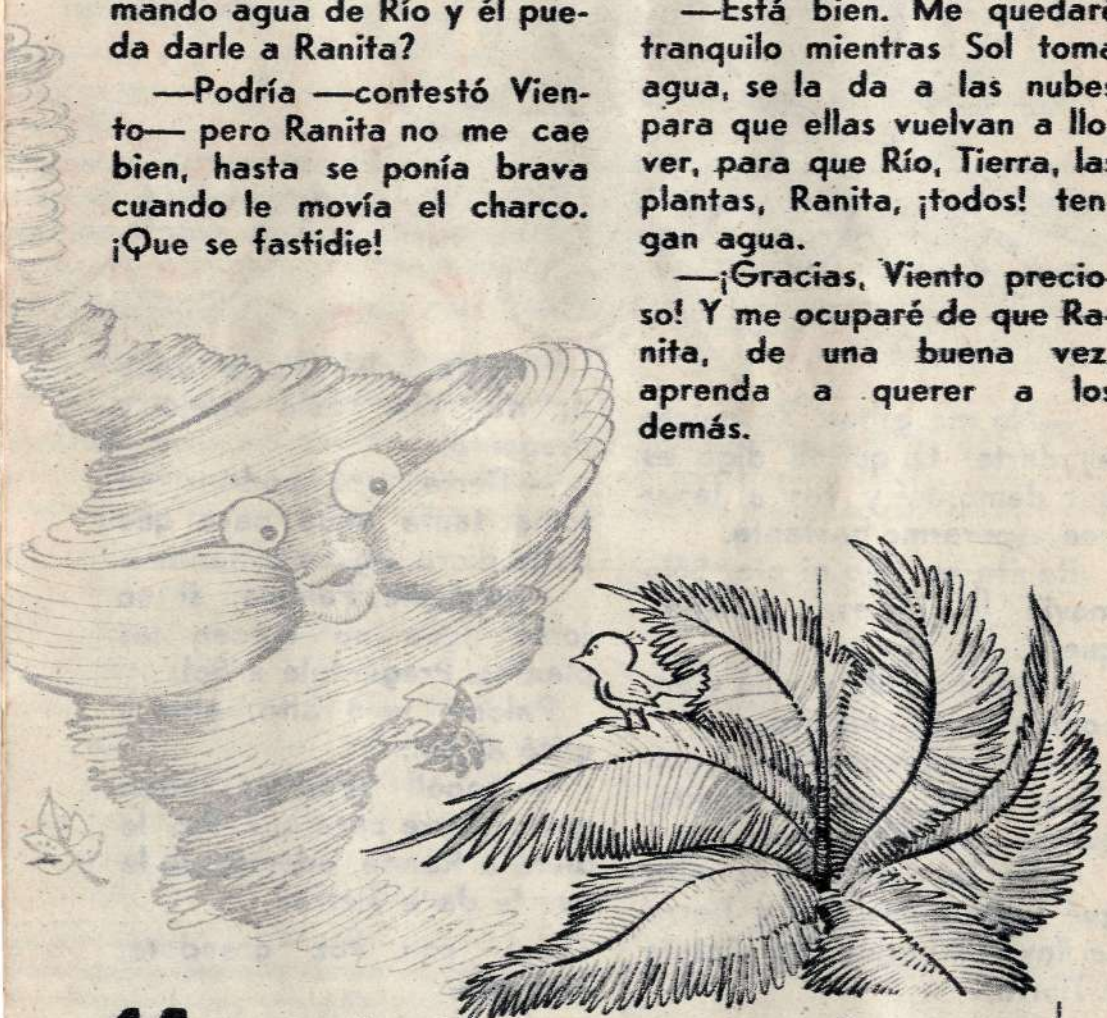 mando agua de Río y él pue-
da darle a Ranita?
—Podría —contestó Vien-
to— pero Ranita no me cae
bien, hasta se ponía brava
cuando le movía el charco.
¡Que se fastidie!
—Está bien. Me quedaré
tranquilo mientras Sol toma
agua, se la da a las nubes
para que ellas vuelvan a llo-
ver, para que Río, Tierra, las
plantas, Ranita, ¡todos! ten-
gan agua.
—¡Gracias, Viento precio-
so! Y me ocuparé de que Ra-
nita, de una buena vez,
aprenda a querer a los
demás.